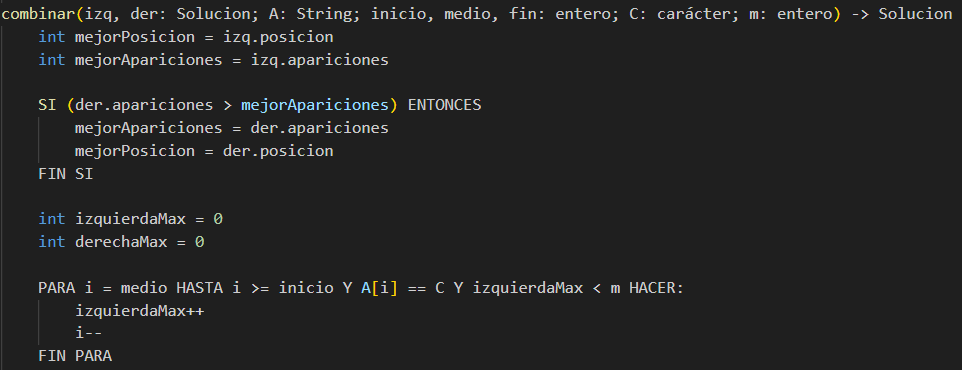 combinar(izq, der: Solucion; A: String; inicio, medio, fin: entero; C: carácter; m: entero) -> Solucion
    int mejorPosicion = izq.posicion
    int mejorApariciones = izq.apariciones

    SI (der.apariciones > mejorApariciones) ENTONCES
        mejorApariciones = der.apariciones
        mejorPosicion = der.posicion
    FIN SI

    int izquierdaMax = 0
    int derechaMax = 0

    PARA i = medio HASTA i >= inicio Y A[i] == C Y izquierdaMax < m HACER:
        izquierdaMax++
        i--
    FIN PARA